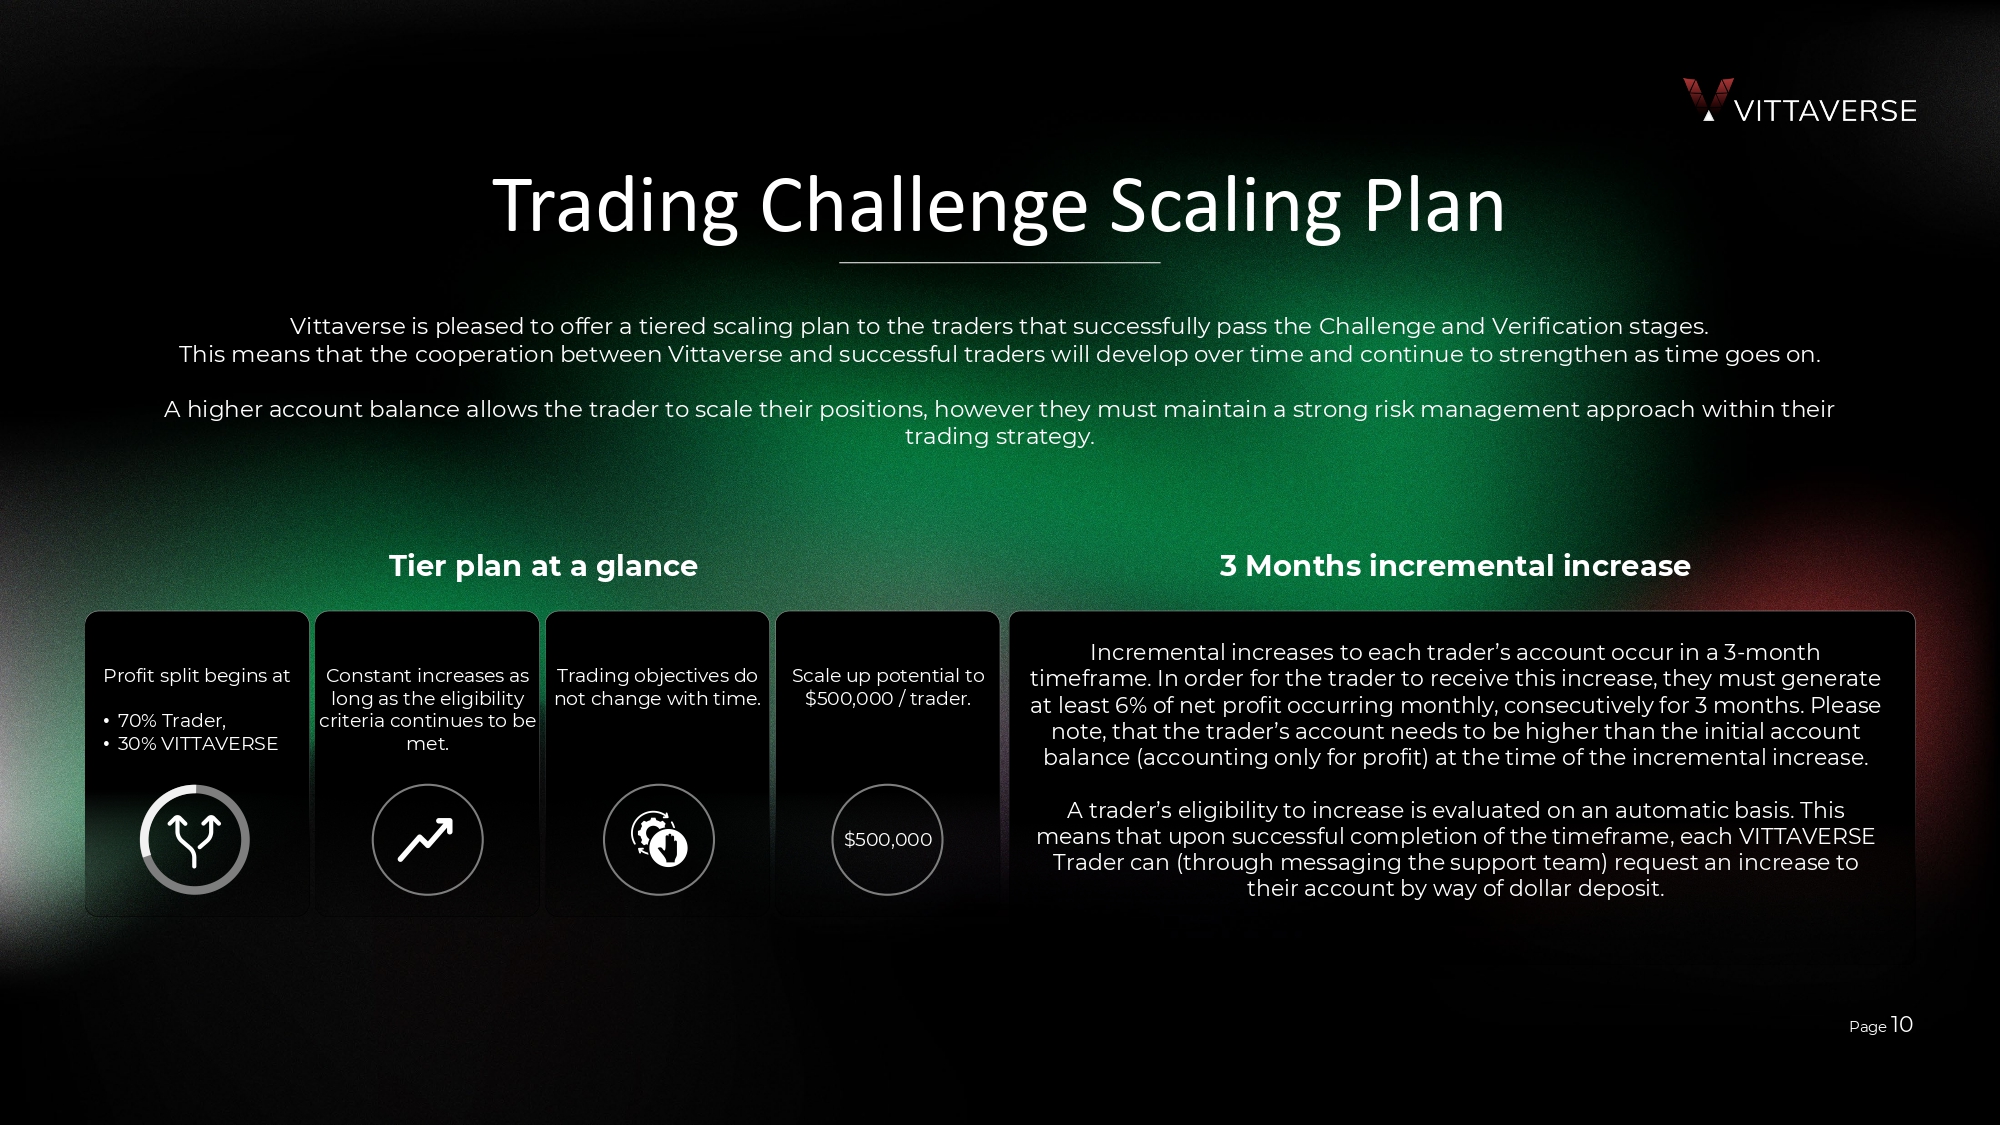 VITTAVERSE
Trading Challenge Scaling Plan
Vittaverse is pleased to offer a tiered scaling plan to the traders that successfully pass the Challenge and Verification stages.
This means that the cooperation between Vittaverse and successful traders will develop over time and continue to strengthen as time goes on.
A higher account balance allows the trader to scale their positions, however they must maintain a strong risk management approach within their
trading strategy.
Tier plan at a glance
Profit split begins at
• 70% Trader,
• 30% VITTAVERSE
Constant increases as
long as the eligibility
criteria continues to be
met.
Trading objectives do
not change with time.
Scale up potential to
$500,000 / trader.
$500,000
3 Months incremental increase
Incremental increases to each trader’s account occur in a 3-month
timeframe. In order for the trader to receive this increase, they must generate
at least 6% of net profit occurring monthly, consecutively for 3 months. Please
note, that the trader’s account needs to be higher than the initial account
balance (accounting only for profit) at the time of the incremental increase.
A trader’s eligibility to increase is evaluated on an automatic basis. This
means that upon successful completion of the timeframe, each VITTAVERSE
Trader can (through messaging the support team) request an increase to
their account by way of dollar deposit.
Page 10